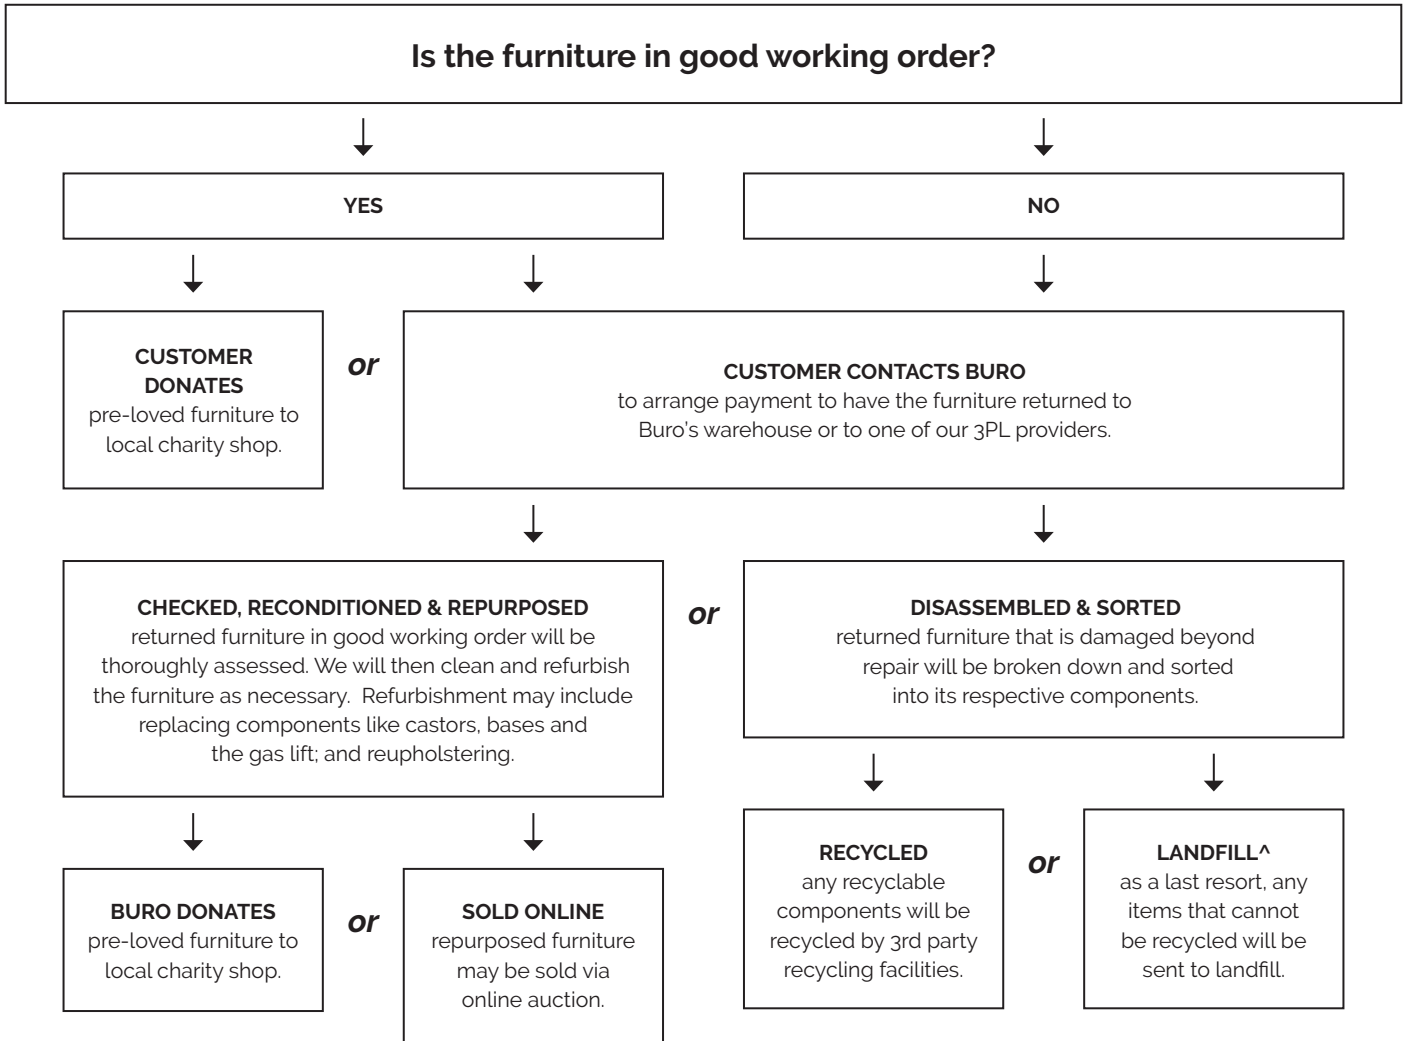 Is the furniture in good working order?
YES
NO
CUSTOMER
DONATES
pre-loved furniture to
local charity shop.
or
CUSTOMER CONTACTS BURO
to arrange payment to have the furniture returned to
Buro's warehouse or to one of our 3PL providers.
CHECKED, RECONDITIONED & REPURPOSED
returned furniture in good working order will be
thoroughly assessed. We will then clean and refurbish
the furniture as necessary.  Refurbishment may include
replacing components like castors, bases and
the gas lift; and reupholstering.
or
DISASSEMBLED & SORTED
returned furniture that is damaged beyond
repair will be broken down and sorted
into its respective components.
BURO DONATES
pre-loved furniture to
local charity shop.
or
SOLD ONLINE
repurposed furniture
may be sold via
online auction.
RECYCLED
any recyclable
components will be
recycled by 3rd party
recycling facilities.
or
LANDFILL^
as a last resort, any
items that cannot
be recycled will be
sent to landfill.